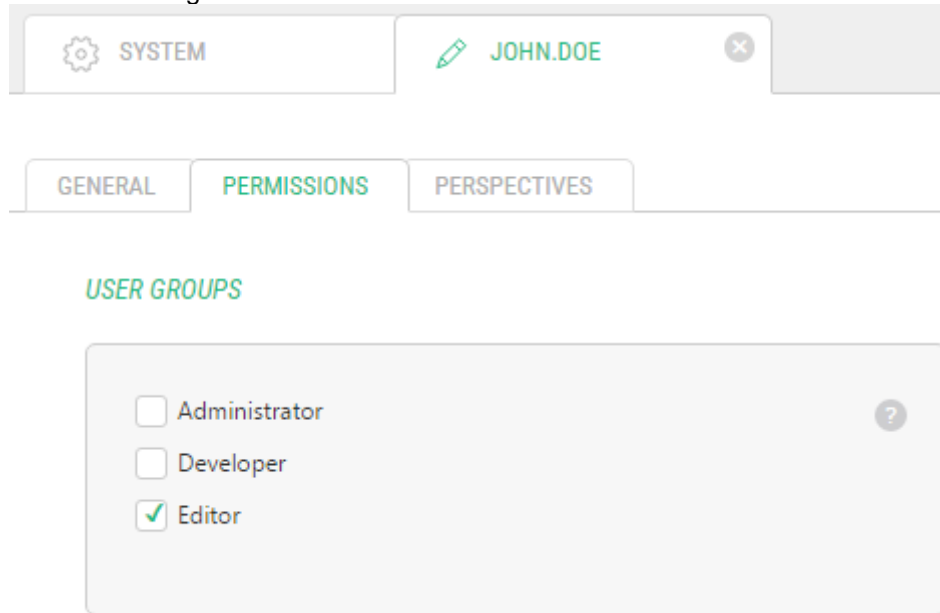 SYSTEM
JOHN.DOE
GENERAL
PERMISSIONS
PERSPECTIVES
USER GROUPS
Administrator
?
Developer
Editor